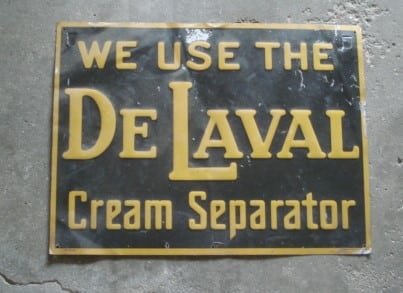 WE USE THE
DE LAVAL
Cream Separator